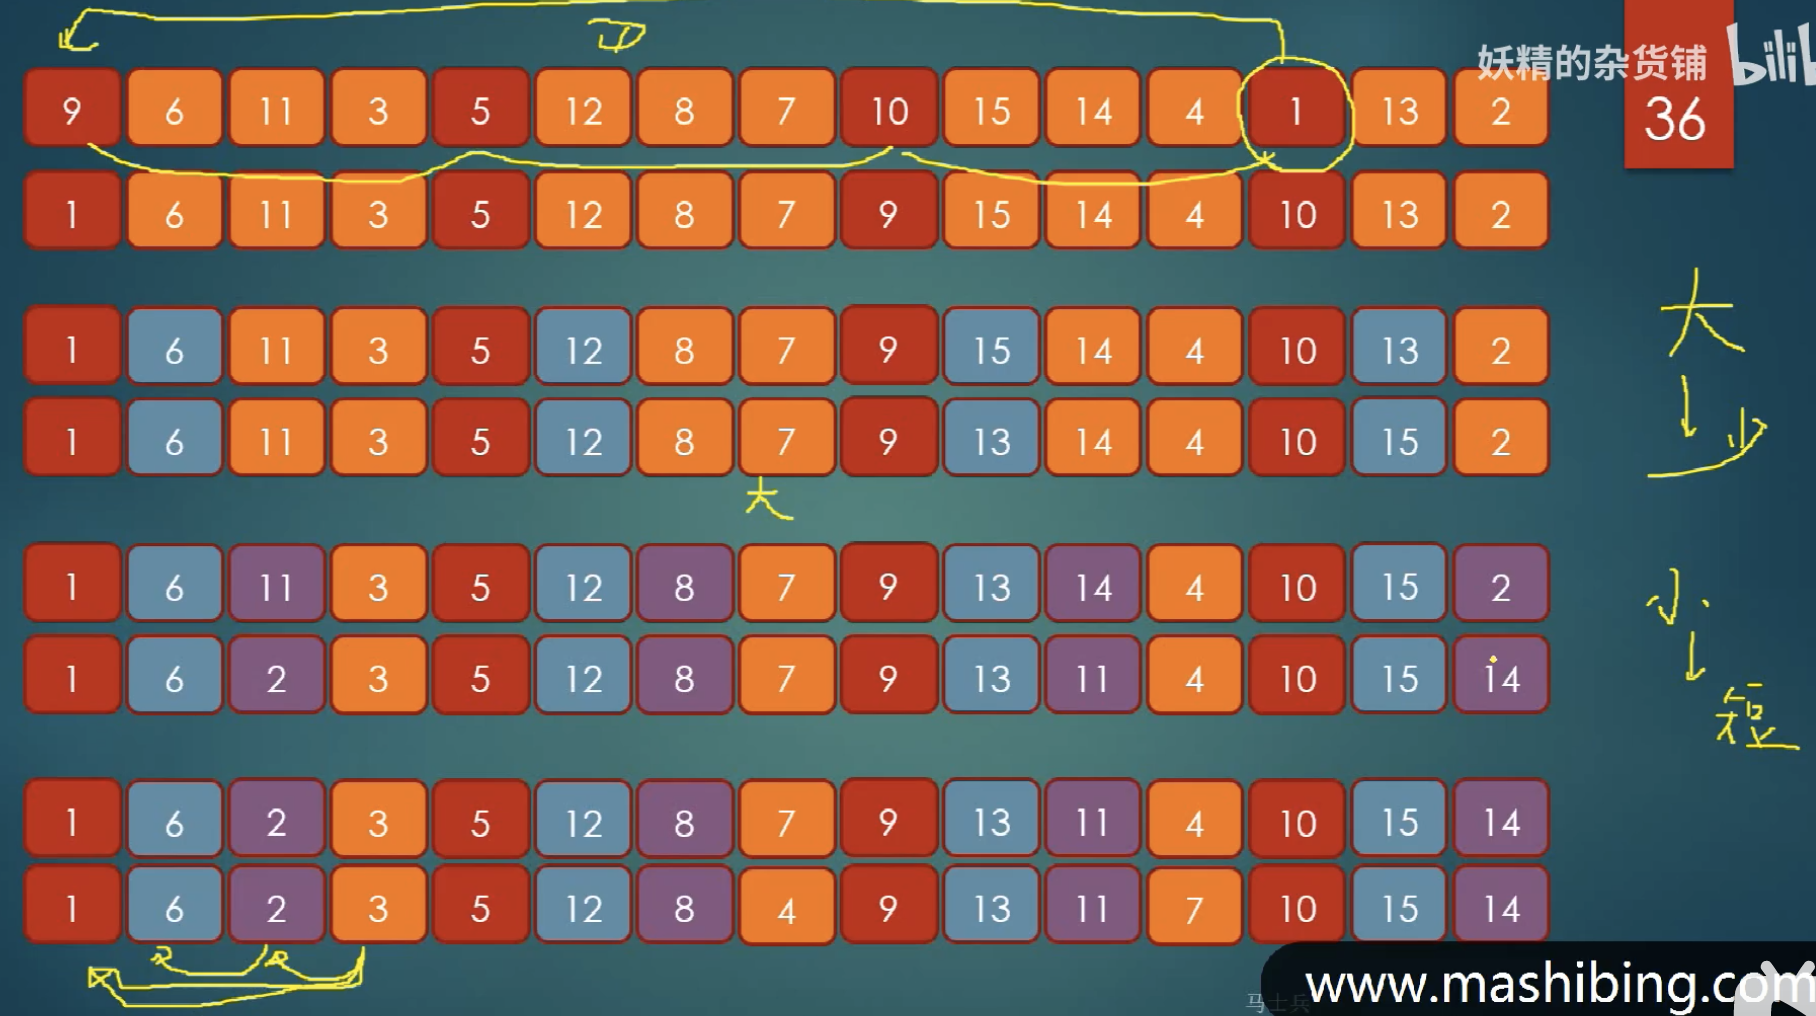 妖精的杂货铺 bilib
36
9 6 11 3 5 12 8 7 10 15 14 4 1 13 2
1 6 11 3 5 12 8 7 9 15 14 4 10 13 2
1 6 11 3 5 12 8 7 9 15 14 4 10 13 2
1 6 11 3 5 12 8 7 9 13 14 4 10 15 2
大
1 6 11 3 5 12 8 7 9 13 14 4 10 15 2
1 6 2 3 5 12 8 7 9 13 11 4 10 15 14
1 6 2 3 5 12 8 7 9 13 11 4 10 15 14
1 6 2 3 5 12 8 4 9 13 11 7 10 15 14
大
少
小
短
www.mashibing.com
马士兵